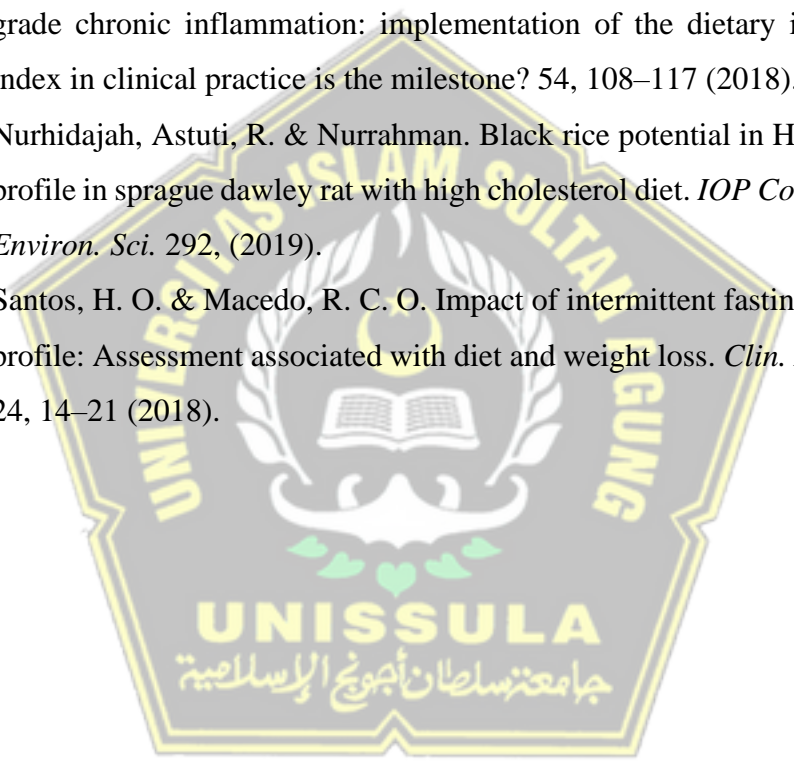 grade chronic inflammation: implementation of the dietary
index in clinical practice is the milestone? 54, 108–117 (2018).
Nurhidajah, Astuti, R. & Nurrahman. Black rice potential in
profile in sprague dawley rat with high cholesterol diet. IOP
Environ. Sci. 292, (2019).
Santos, H. O. & Macedo, R. C. O. Impact of intermittent
profile: Assessment associated with diet and weight loss. Clin.
24, 14–21 (2018).
UNIVERSITAS ISLAM SULTAN AGUNG
UNISSULA
جامعة سلطان أجونج الإسلامية